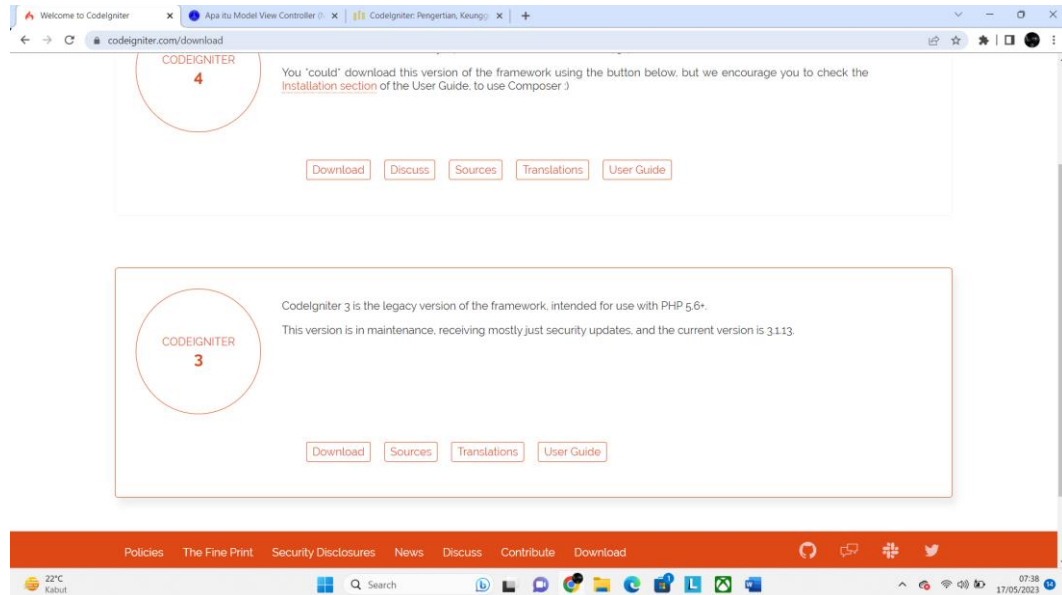 Welcome to CodeIgniter
Apa itu Model View Controller (
CodeIgniter: Pengertian, Keungg
codeigniter.com/download
CODEIGNITER
4
You *could* download this version of the framework using the button below, but we encourage you to check the
Installation section of the User Guide, to use Composer :)
Download Discuss Sources Translations User Guide
CODEIGNITER
3
CodeIgniter 3 is the legacy version of the framework, intended for use with PHP 5.6+.
This version is in maintenance, receiving mostly just security updates, and the current version is 3.1.13.
Download Sources Translations User Guide
Policies The Fine Print Security Disclosures News Discuss Contribute Download
22°C
Kabut
Search
07:38
17/05/2023
14